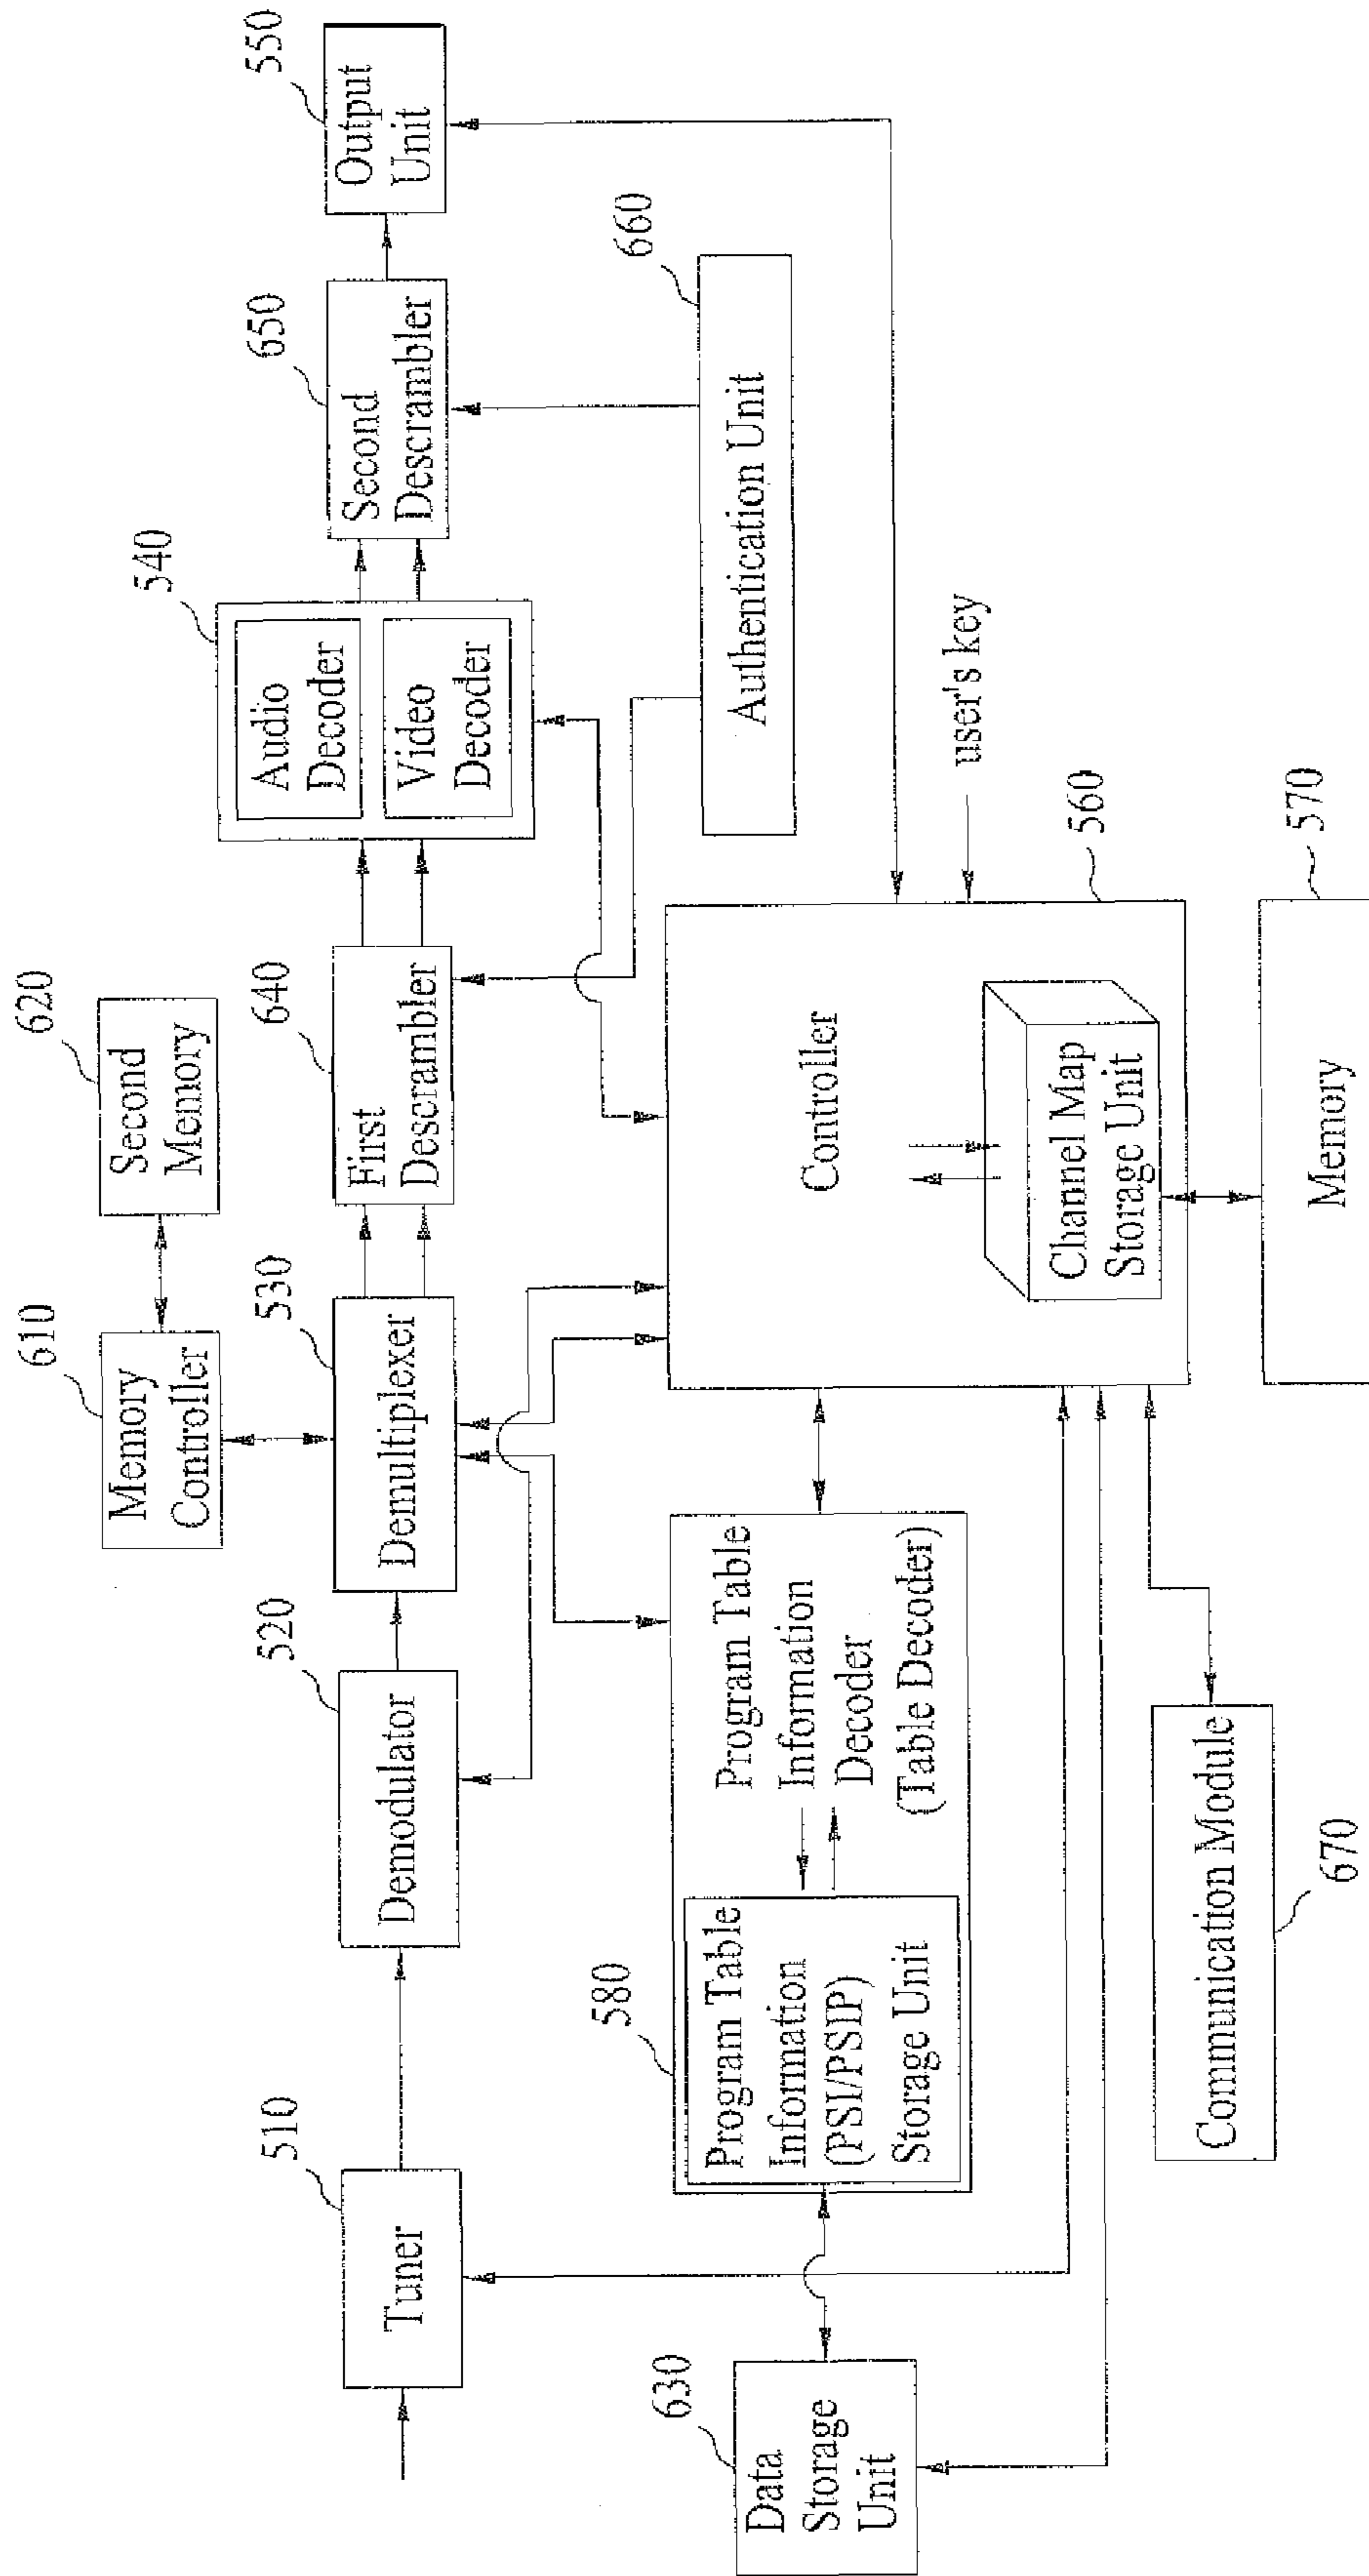 610
Memory
Controller
620
Second
Memory
510
Tuner
520
Demodulator
530
Demultiplexer
640
First
Descrambler
540
Audio
Decoder
Video
Decoder
650
Second
Descrambler
550
Output
Unit
660
Authentication Unit
630
Data
Storage
Unit
580
Program Table
Information
(PSI/PSIP)
Storage Unit
Program Table
Information
Decoder
(Table Decoder)
Controller
Channel Map
Storage Unit
user's key
560
Communication Module
670
Memory
570